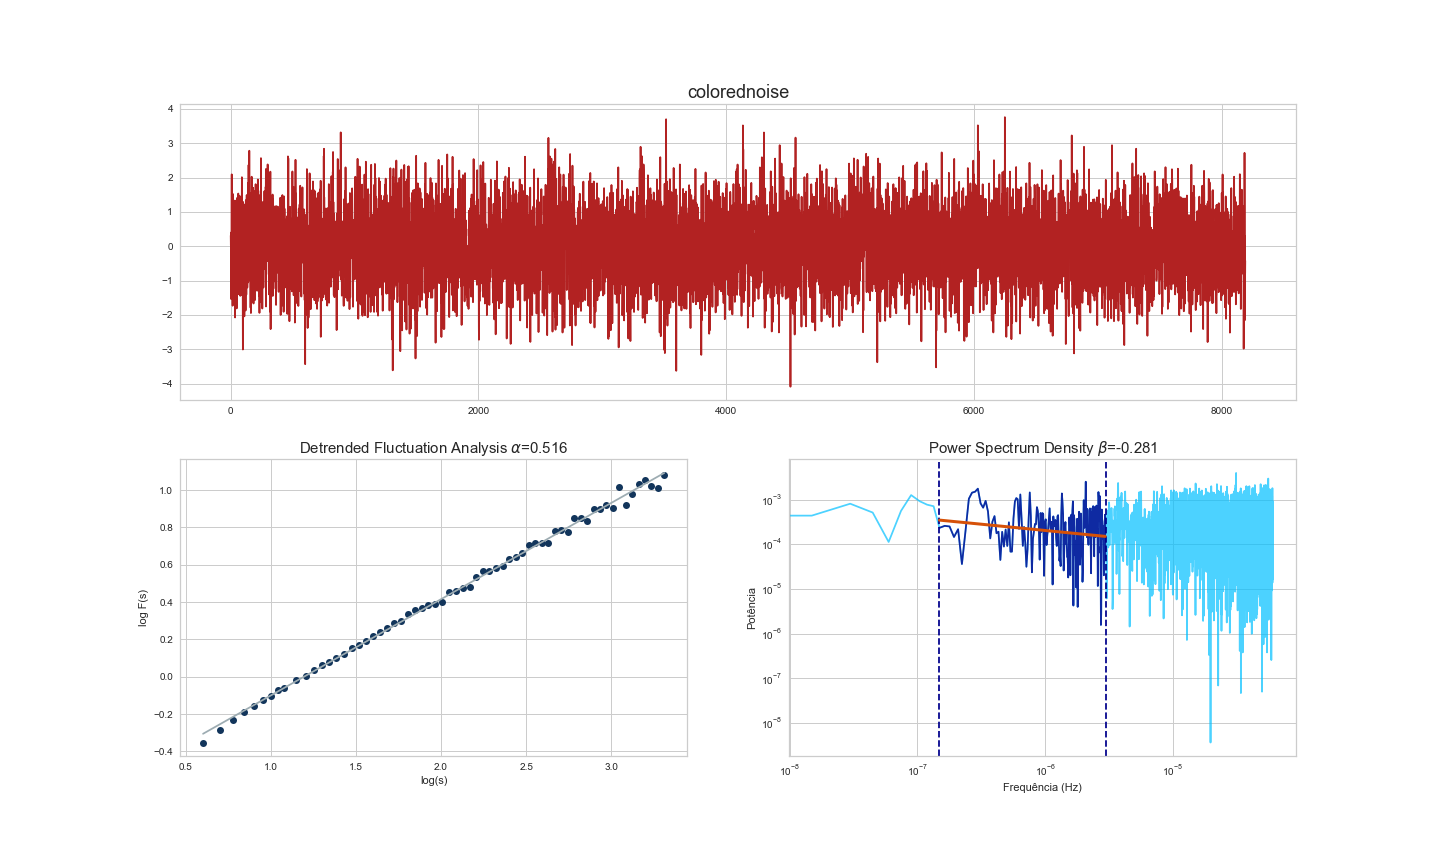 colorednoise
4
3
2
1
0
−1
−2
−3
−4
0 2000 4000 6000 8000
Detrended Fluctuation Analysis α=0.516
log F(s)
1.0
0.8
0.6
0.4
0.2
0.0
−0.2
−0.4
0.5 1.0 1.5 2.0 2.5 3.0
log(s)
Power Spectrum Density β=-0.281
Potência
10⁻³
10⁻⁴
10⁻⁵
10⁻⁶
10⁻⁷
10⁻⁸
10⁻⁸ 10⁻⁷ 10⁻⁶ 10⁻⁵
Frequência (Hz)